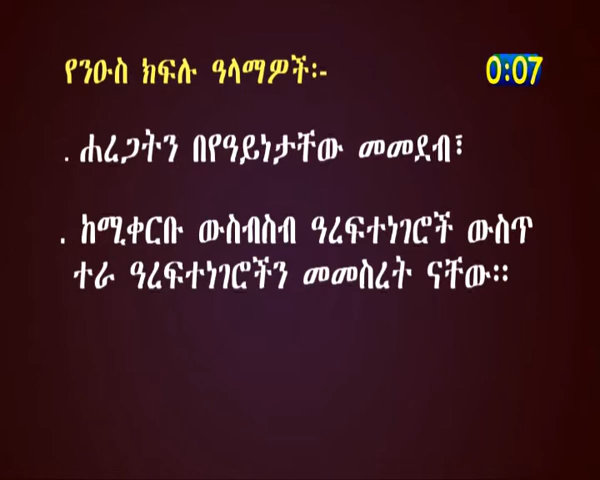 የንዑስ ክፍሉ ዓላማዎች፡-
0:07
. ሐረጋትን በየዓይነታቸው መመደብ፣
. ከሚቀርቡ ውስብስብ ዓረፍተነገሮች ውስጥ
ተራ ዓረፍተነገሮችን መመስረት ናቸው።